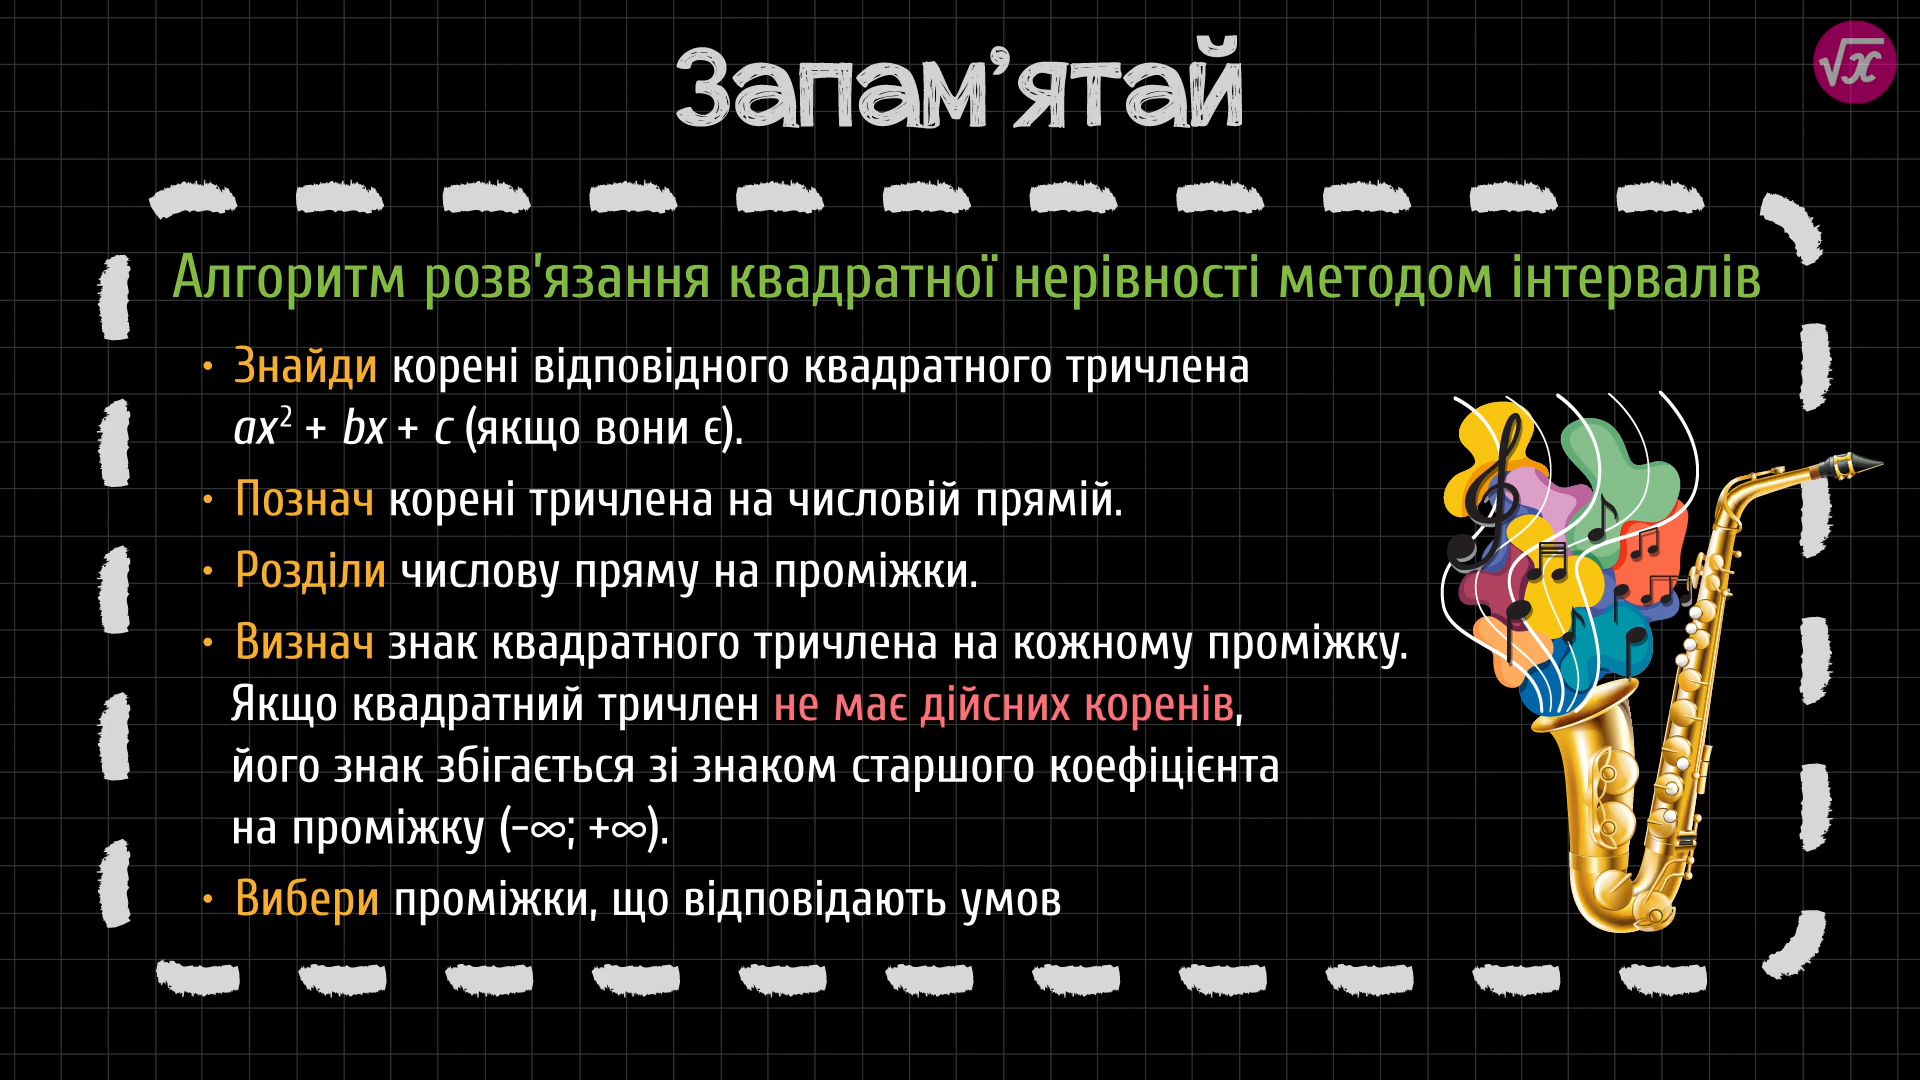 Запам’ятай
√x
Алгоритм розв'язання квадратної нерівності методом інтервалів
• Знайди корені відповідного квадратного тричлена
ax² + bx + c (якщо вони є).
• Познач корені тричлена на числовій прямій.
• Розділи числову пряму на проміжки.
• Визнач знак квадратного тричлена на кожному проміжку.
Якщо квадратний тричлен не має дійсних коренів,
його знак збігається зі знаком старшого коефіцієнта
на проміжку (-∞; +∞).
• Вибери проміжки, що відповідають умов